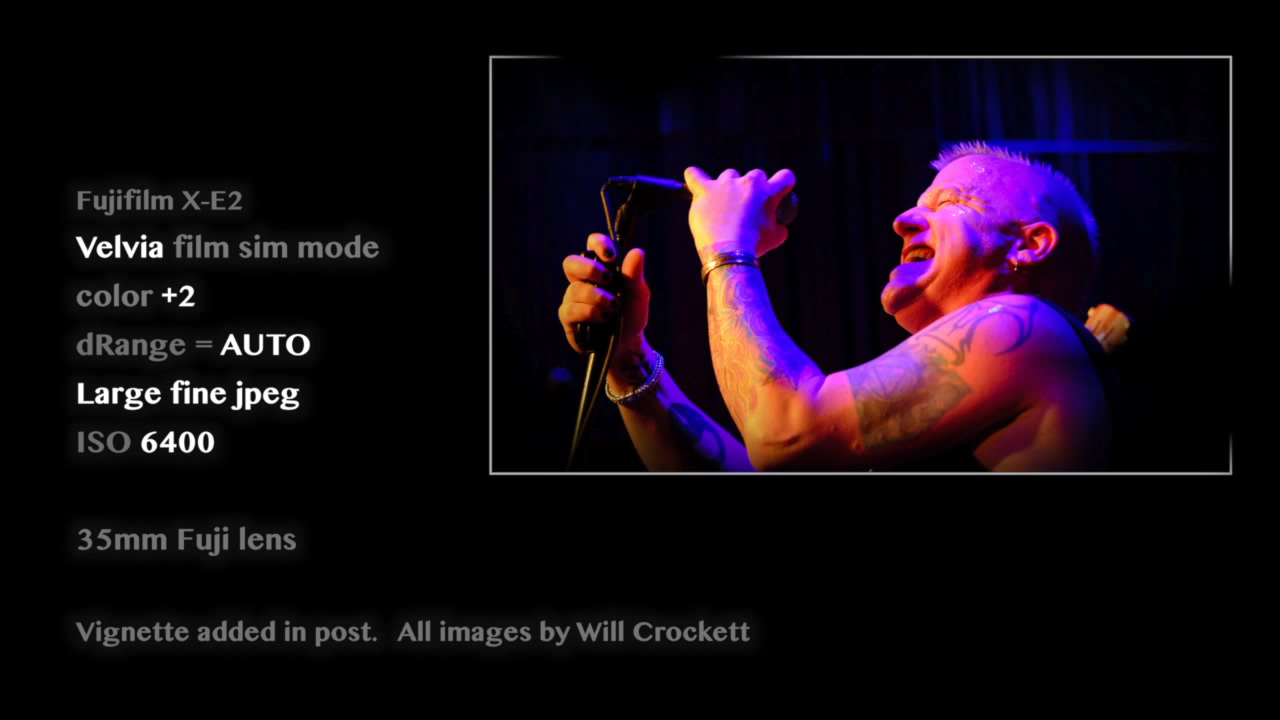 Fujifilm X-E2
Velvia film sim mode
color +2
dRange = AUTO
Large fine jpeg
ISO 6400
35mm Fuji lens
Vignette added in post. All images by Will Crockett